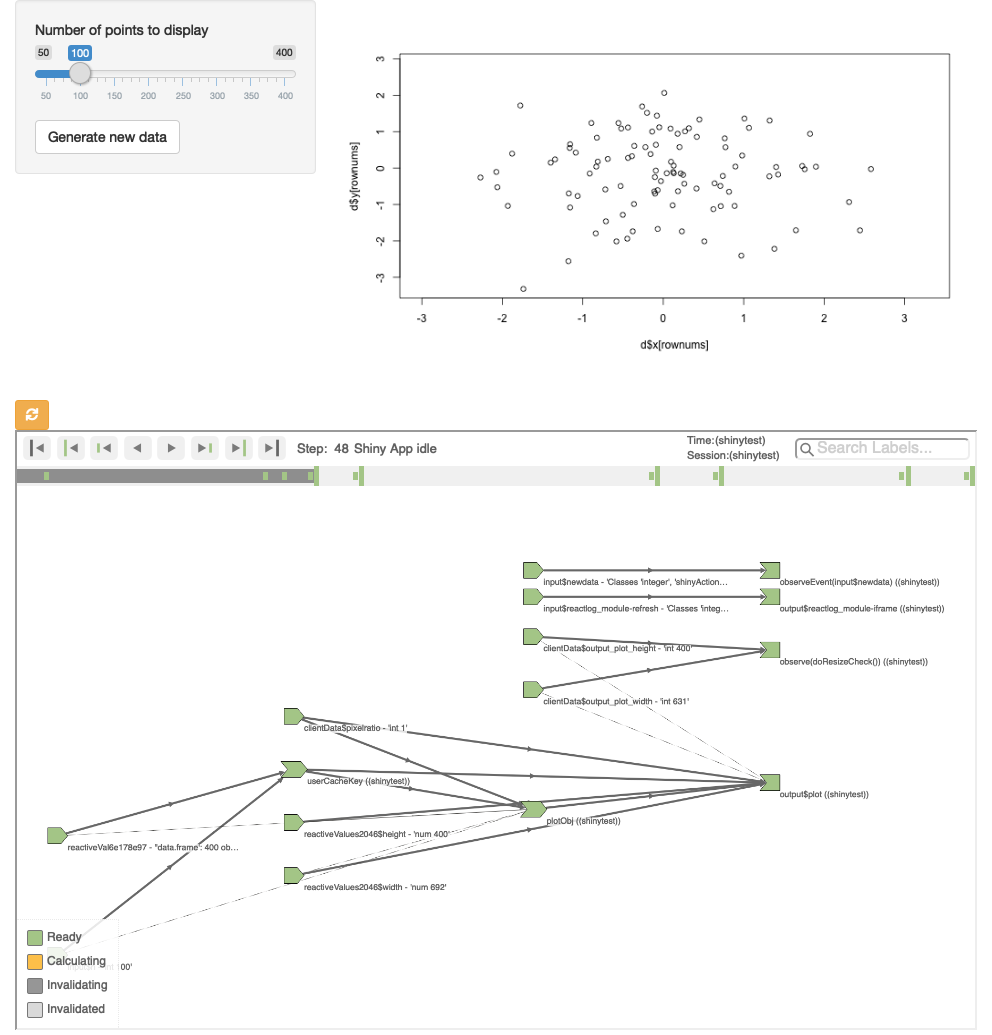 Number of points to display
50 100 400
50 100 150 200 250 300 350 400
Generate new data
3
2
1
0
-1
-2
-3
d$y[rownums]
-3 -2 -1 0 1 2 3
d$x[rownums]
Step: 48 Shiny App idle
Time:(shinytest)
Session:(shinytest)
Search Labels...
input$newdata - 'Classes 'integer', 'shinyAction...
observeEvent(input$newdata) ((shinytest))
input$reactlog_module-refresh - 'Classes 'integ...
output$reactlog_module-iframe ((shinytest))
clientData$output_plot_height - 'int 400'
observe(doResizeCheck()) ((shinytest))
clientData$output_plot_width - 'int 631'
clientData$pixelratio - 'int 1'
userCacheKey ((shinytest))
output$plot ((shinytest))
plotObj ((shinytest))
reactiveValues2046$height - 'num 400'
reactiveVal6e178e97 - ''data.frame': 400 ob...
reactiveValues2046$width - 'num 692'
Ready
Calculating
00'
Invalidating
Invalidated